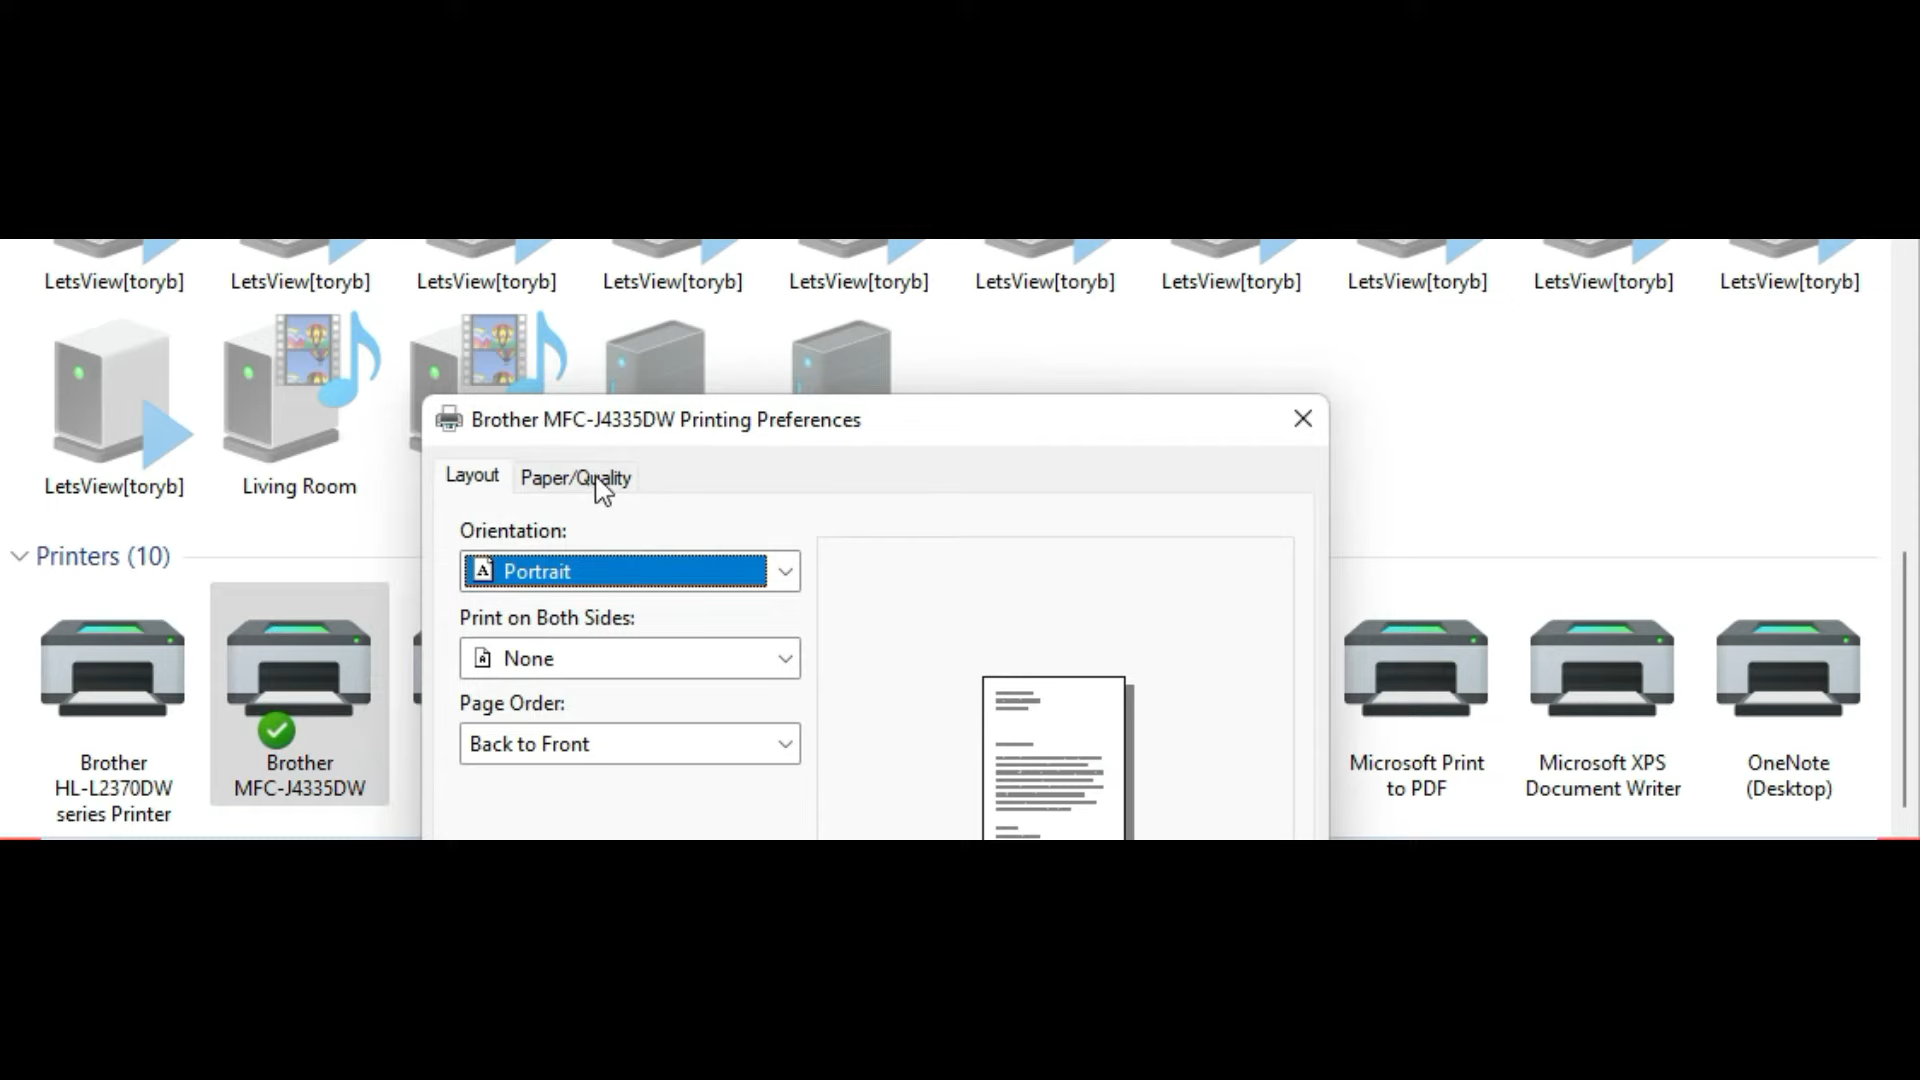 LetsView[toryb] LetsView[toryb] LetsView[toryb] LetsView[toryb] LetsView[toryb] LetsView[toryb] LetsView[toryb] LetsView[toryb] LetsView[toryb] LetsView[toryb]
LetsView[toryb] Living Room
Brother MFC-J4335DW Printing Preferences
Layout Paper/Quality
Orientation:
Portrait
Print on Both Sides:
None
Page Order:
Back to Front
Printers (10)
Brother
HL-L2370DW
series Printer
Brother
MFC-J4335DW
Microsoft Print
to PDF
Microsoft XPS
Document Writer
OneNote
(Desktop)